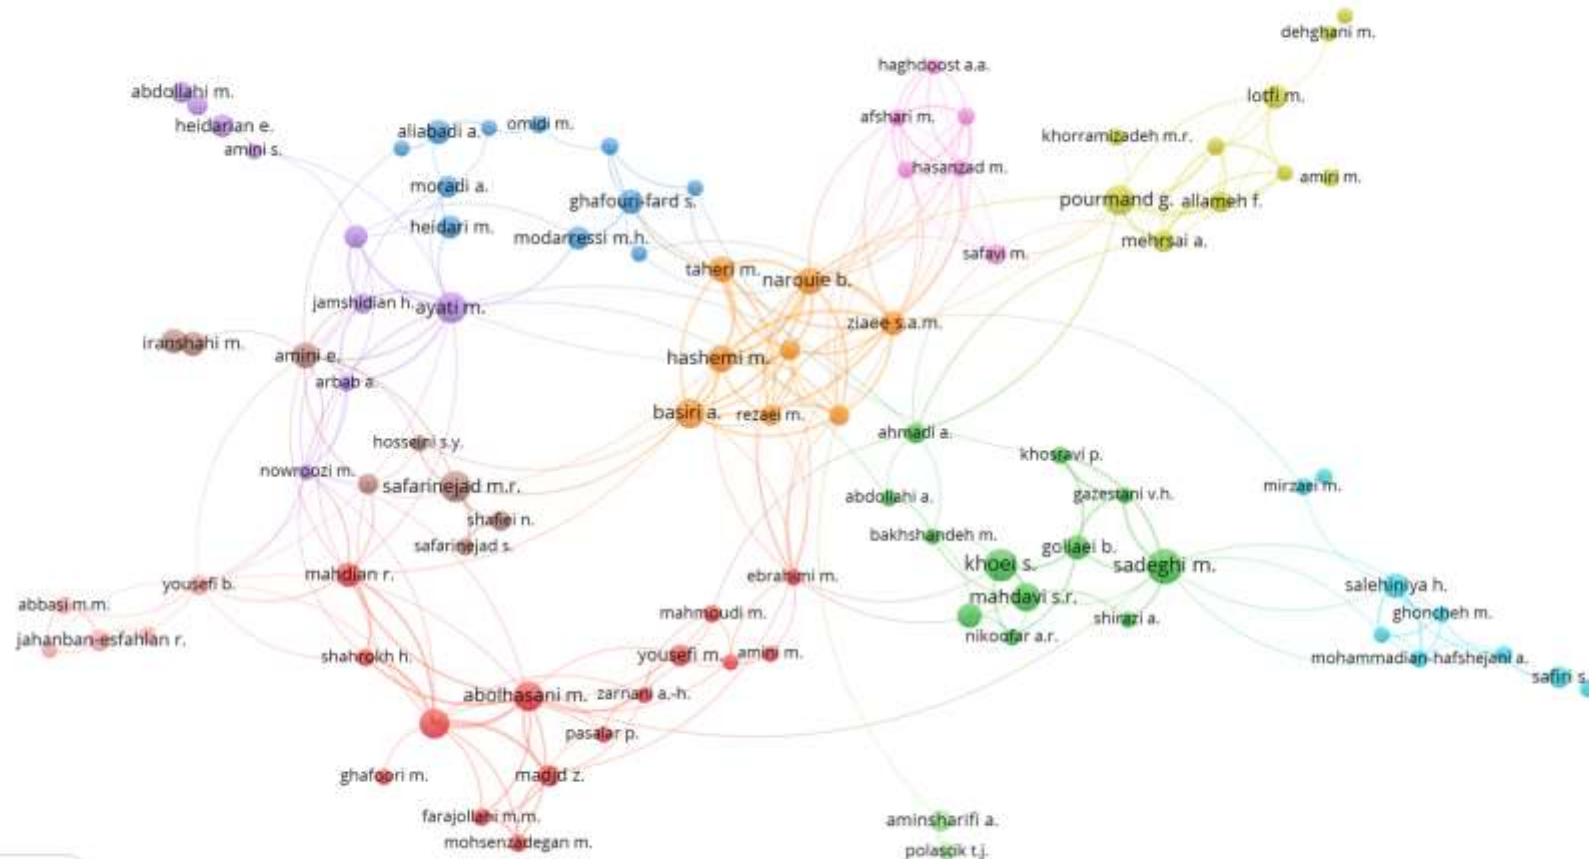 dehghani m.
haghdoost a.a.
abdollahi m.
lotfi m.
afshari m.
heidarian e.
aliabadi a.
omidi m.
khorramizadeh m.r.
amini s.
hasanzad m.
amiri m.
moradi a.
ghafouri-fard s.
pourmand g.
allameh f.
heidari m.
modarressi m.h.
mehrsai a.
safavi m.
taheri m.
narouie b.
jamshidian h.
ayati m.
ziaee s.a.m.
iranshahi m.
amini e.
hashemi m.
arbab a.
basiri a.
rezaei m.
ahmadi a.
hosseini s.y.
khosravi p.
nowroozi m.
safarinejad m.r.
mirzaei m.
gazestani v.h.
abdollahi a.
shafiei n.
bakhshandeh m.
safarinejad s.
goliaei b.
khoei s.
sadeghi m.
mahdian r.
ebrahimi m.
yousefi b.
salehiniya h.
mahdavi s.r.
abbasi m.m.
mahmoudi m.
ghoncheh m.
shirazi a.
jahanban-esfahlan r.
nikoofar a.r.
shahrokh h.
yousefi m.
amini m.
mohammadian-hafshejani a.
safiri s.
abolhasani m.
zarnani a.-h.
pasalar p.
ghafoori m.
madjd z.
farajollahi m.m.
aminsharifi a.
mohsenzadegan m.
polascik t.j.